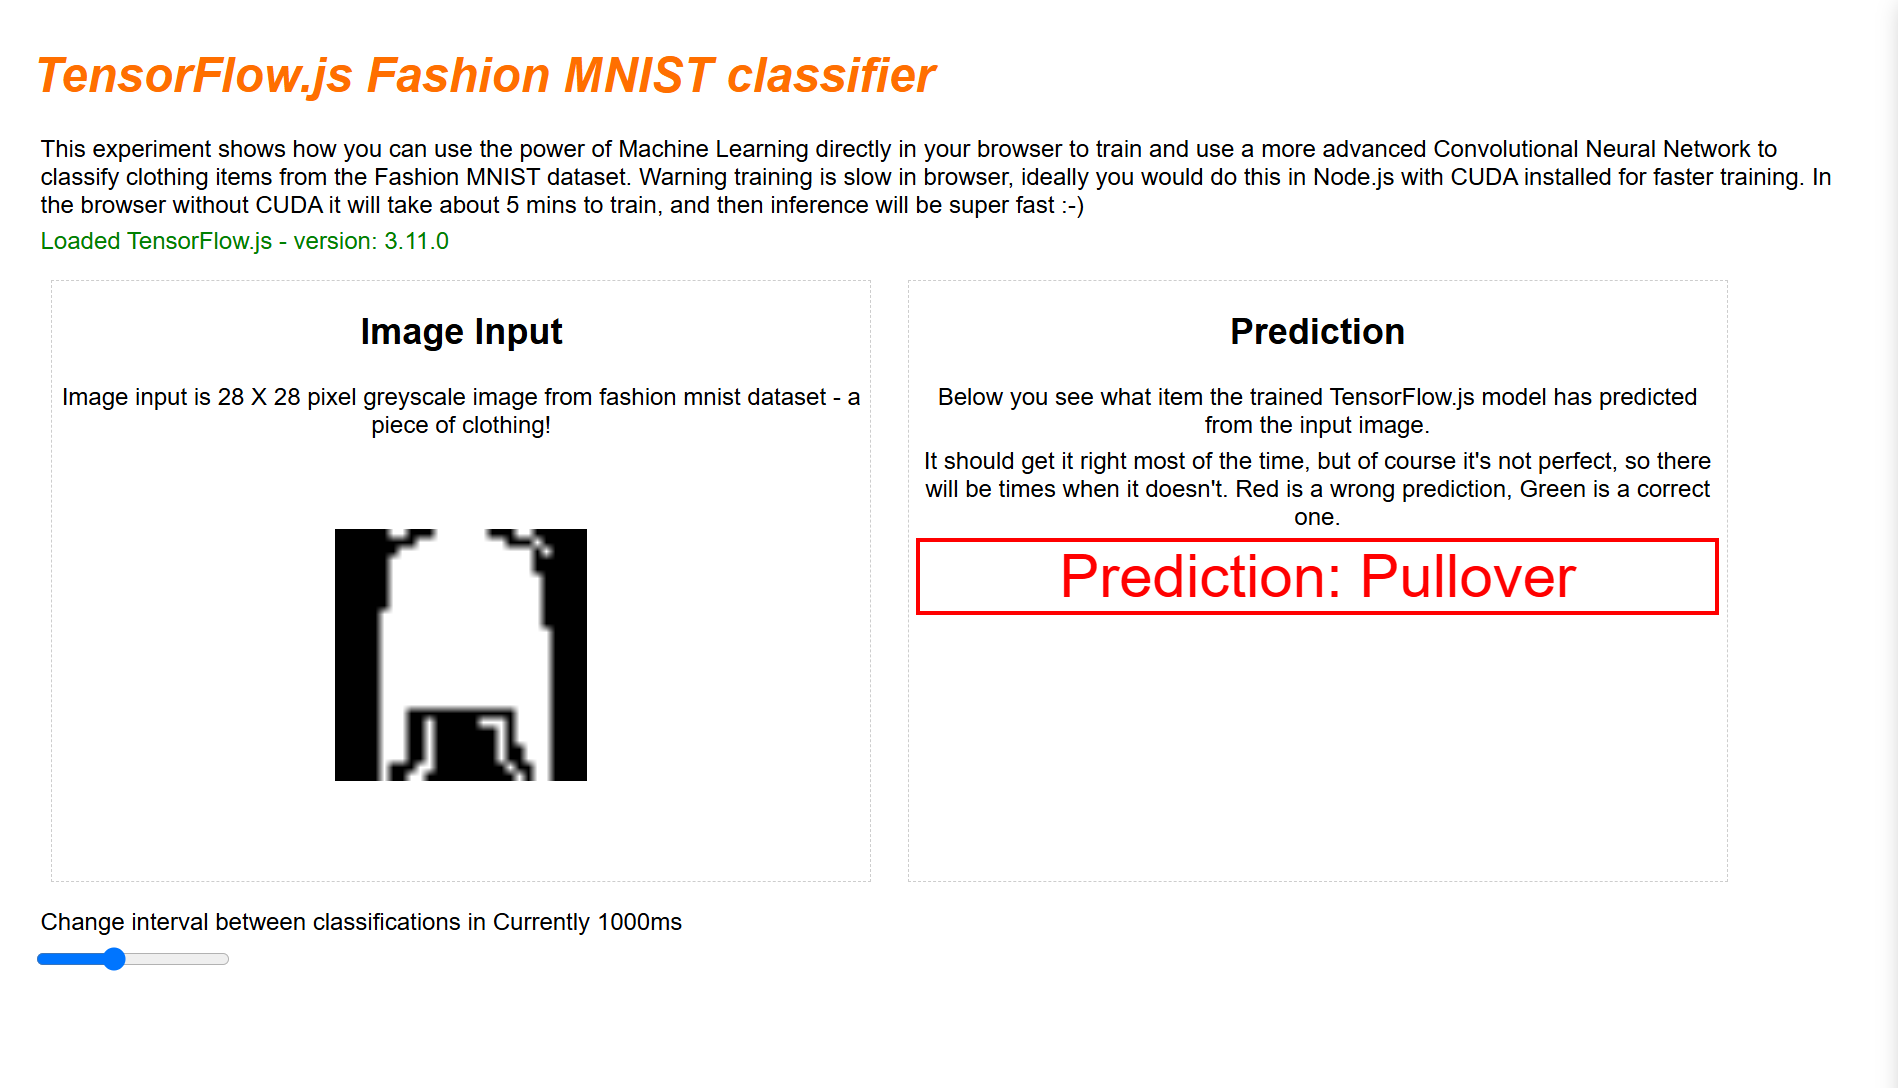 TensorFlow.js Fashion MNIST classifier
This experiment shows how you can use the power of Machine Learning directly in your browser to train and use a more advanced Convolutional Neural Network to
classify clothing items from the Fashion MNIST dataset. Warning training is slow in browser, ideally you would do this in Node.js with CUDA installed for faster training. In
the browser without CUDA it will take about 5 mins to train, and then inference will be super fast :-)
Loaded TensorFlow.js - version: 3.11.0
Image Input
Image input is 28 X 28 pixel greyscale image from fashion mnist dataset - a
piece of clothing!
Prediction
Below you see what item the trained TensorFlow.js model has predicted
from the input image.
It should get it right most of the time, but of course it's not perfect, so there
will be times when it doesn't. Red is a wrong prediction, Green is a correct
one.
Prediction: Pullover
Change interval between classifications in Currently 1000ms